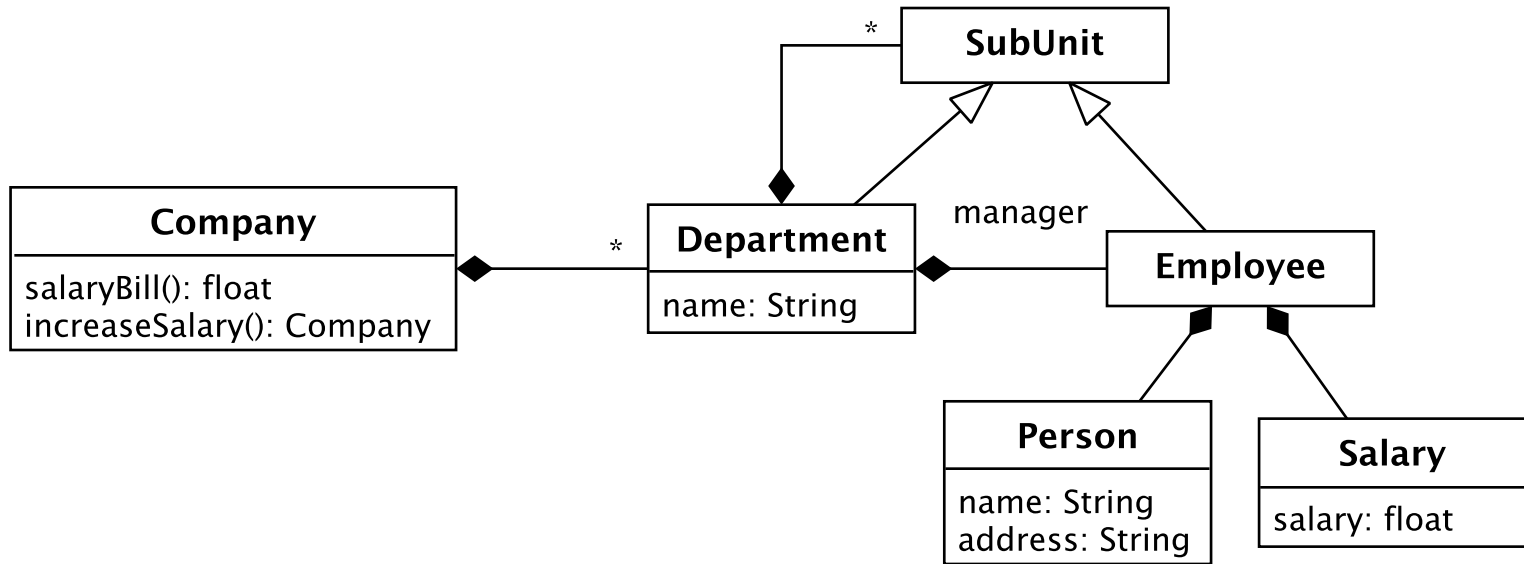 *
SubUnit
Company
salaryBill(): float
increaseSalary(): Company
*
Department
name: String
manager
Employee
Person
name: String
address: String
Salary
salary: float